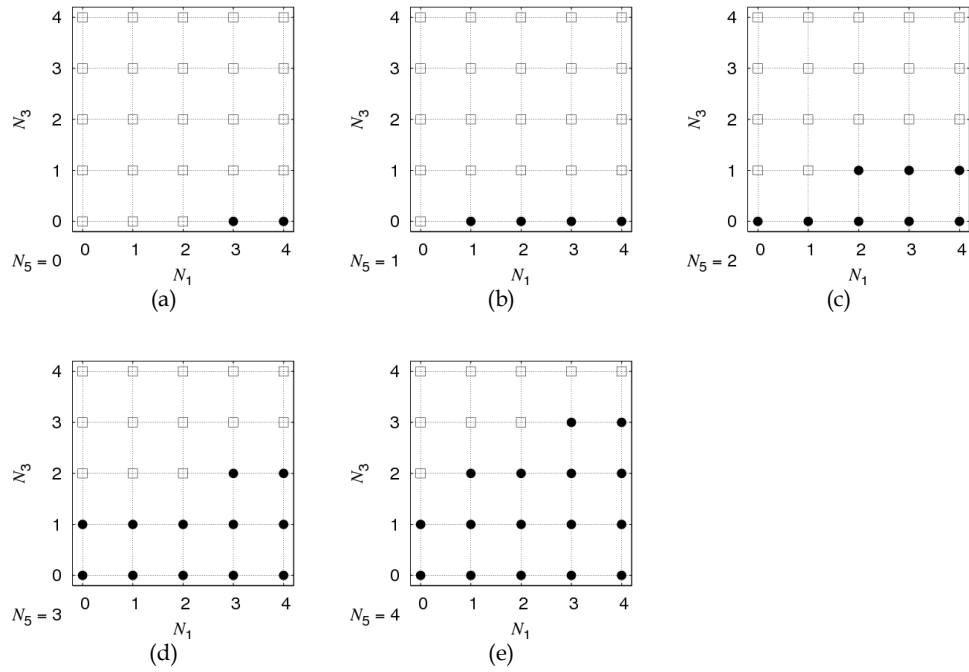 4 4 4
3 3 3
N3 N3 N3
2 2 2
1 1 1
0 0 0
0 1 2 3 4 0 1 2 3 4 0 1 2 3 4
N5 = 0 N1 N5 = 1 N1 N5 = 2 N1
(a) (b) (c)
4 4
3 3
N3 N3
2 2
1 1
0 0
0 1 2 3 4 0 1 2 3 4
N5 = 3 N1 N5 = 4 N1
(d) (e)